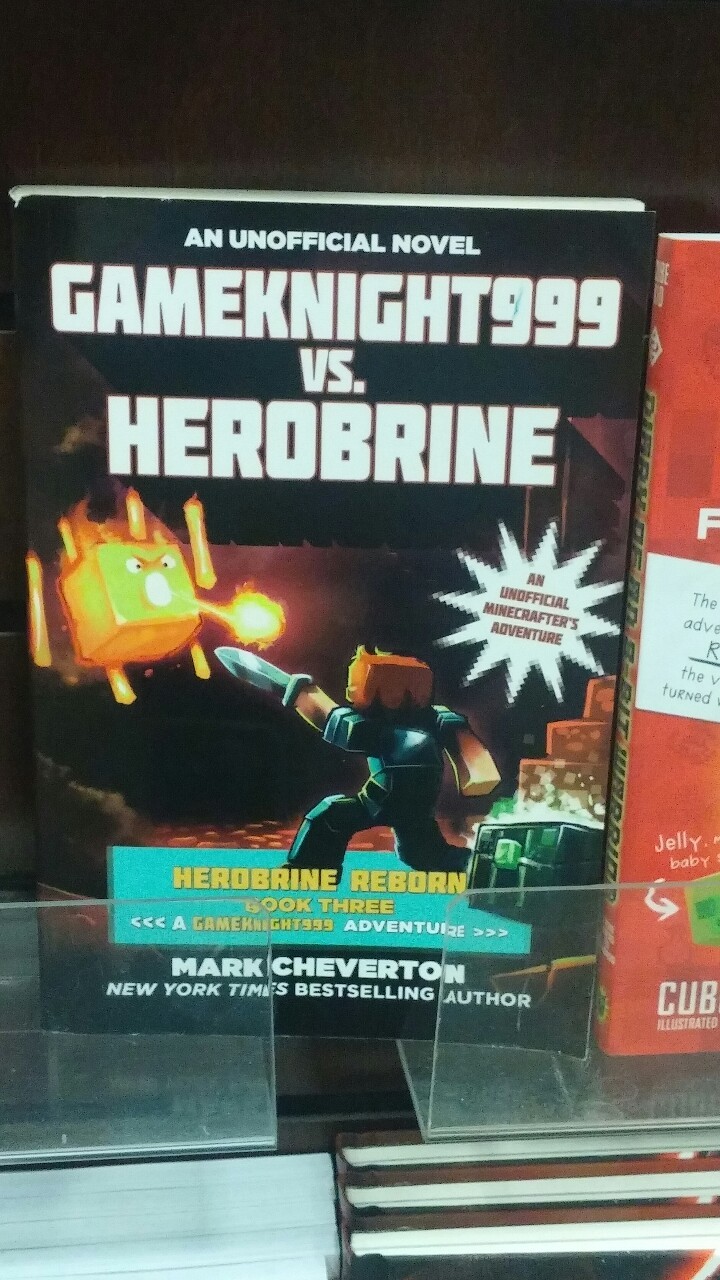 AN UNOFFICIAL NOVEL
GAMEKNIGHT999
VS.
HEROBRINE
AN
UNOFFICIAL
MINECRAFTER'S
ADVENTURE
HEROBRINE REBORN
BOOK THREE
<<< A GAMEKNIGHT999 ADVENTURE >>>
MARK CHEVERTON
NEW YORK TIMES BESTSELLING AUTHOR
F
The
adve
R
the v
turned
Jelly.
baby
CUB
ILLUSTRATED